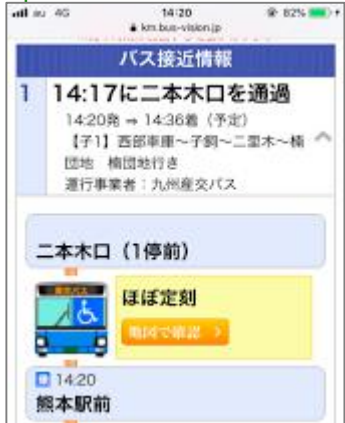 au 4G 14:20 82%
km.bus-vision.jp
バス接近情報
1 14:17に二本木口を通過
14:20発 ⇒ 14:36着(予定)
【子1】西部車庫~子飼~二里木~楠
団地 楠団地行き
運行事業者:九州産交バス
二本木口(1停前)
ほぼ定刻
地図で確認
14:20
熊本駅前